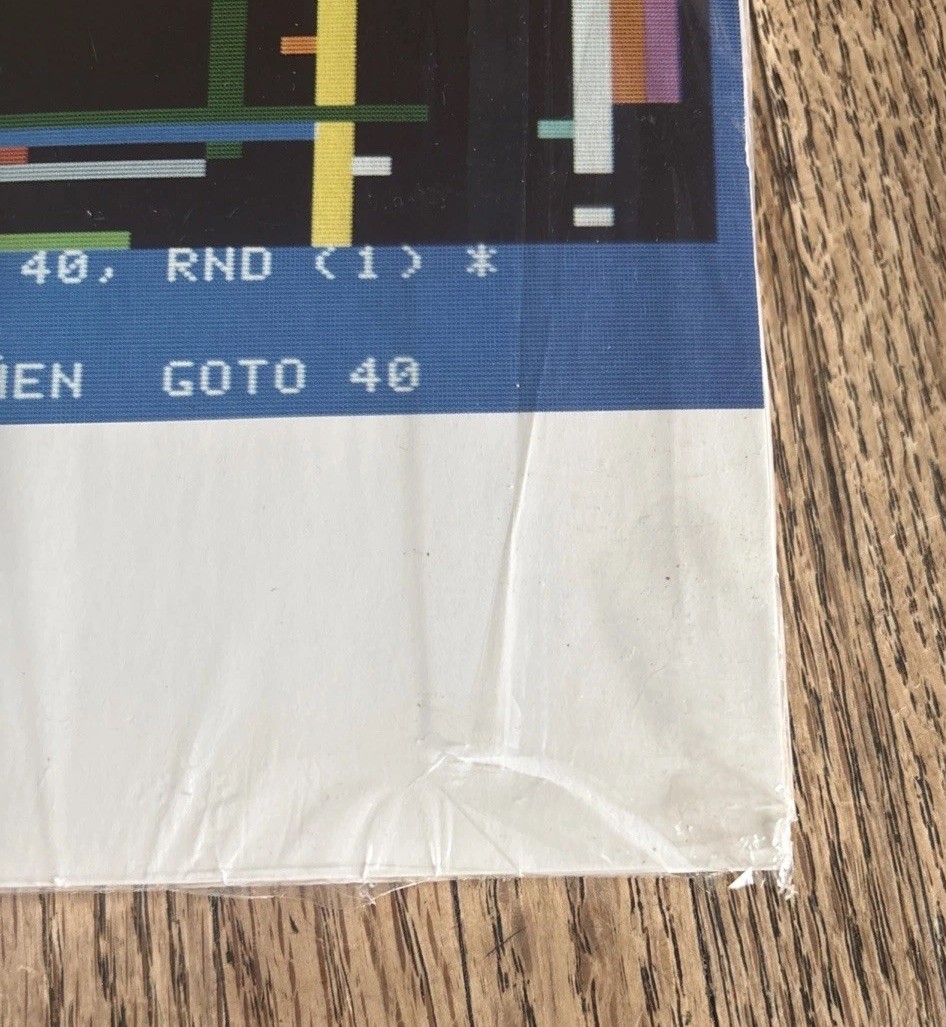 40, RND (1) *
GOTO 40